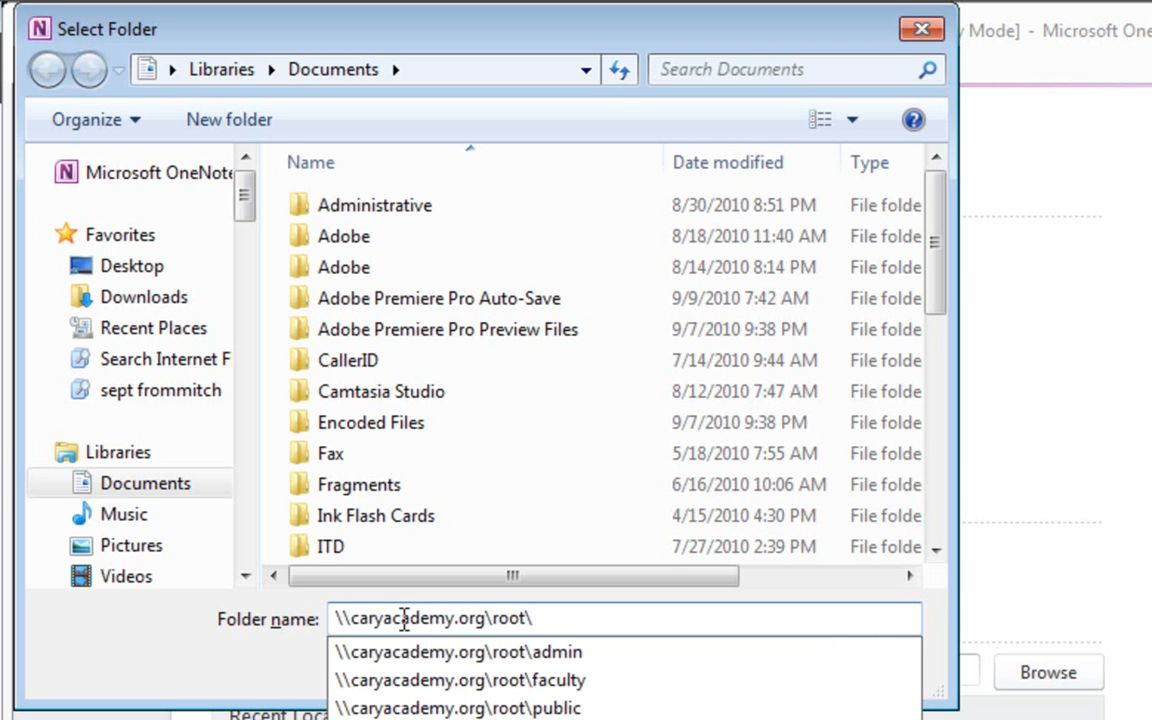 Select Folder
y Mode] - Microsoft One
Libraries Documents
Search Documents
Organize New folder
Microsoft OneNote
Favorites
Desktop
Downloads
Recent Places
Search Internet F
sept frommitch
Libraries
Documents
Music
Pictures
Videos
Name Date modified Type
Administrative 8/30/2010 8:51 PM File folde
Adobe 8/18/2010 11:40 AM File folde
Adobe 8/14/2010 8:14 PM File folde
Adobe Premiere Pro Auto-Save 9/9/2010 7:42 AM File folde
Adobe Premiere Pro Preview Files 9/7/2010 9:38 PM File folde
CallerID 7/14/2010 9:44 AM File folde
Camtasia Studio 8/12/2010 7:47 AM File folde
Encoded Files 9/7/2010 9:38 PM File folde
Fax 5/18/2010 7:55 AM File folde
Fragments 6/16/2010 10:06 AM File folde
Ink Flash Cards 4/15/2010 4:30 PM File folde
ITD 7/27/2010 2:39 PM File folde
Folder name: \\caryacademy.org\root\
\\caryacademy.org\root\admin
\\caryacademy.org\root\faculty
\\caryacademy.org\root\public
Browse
Recent Loca